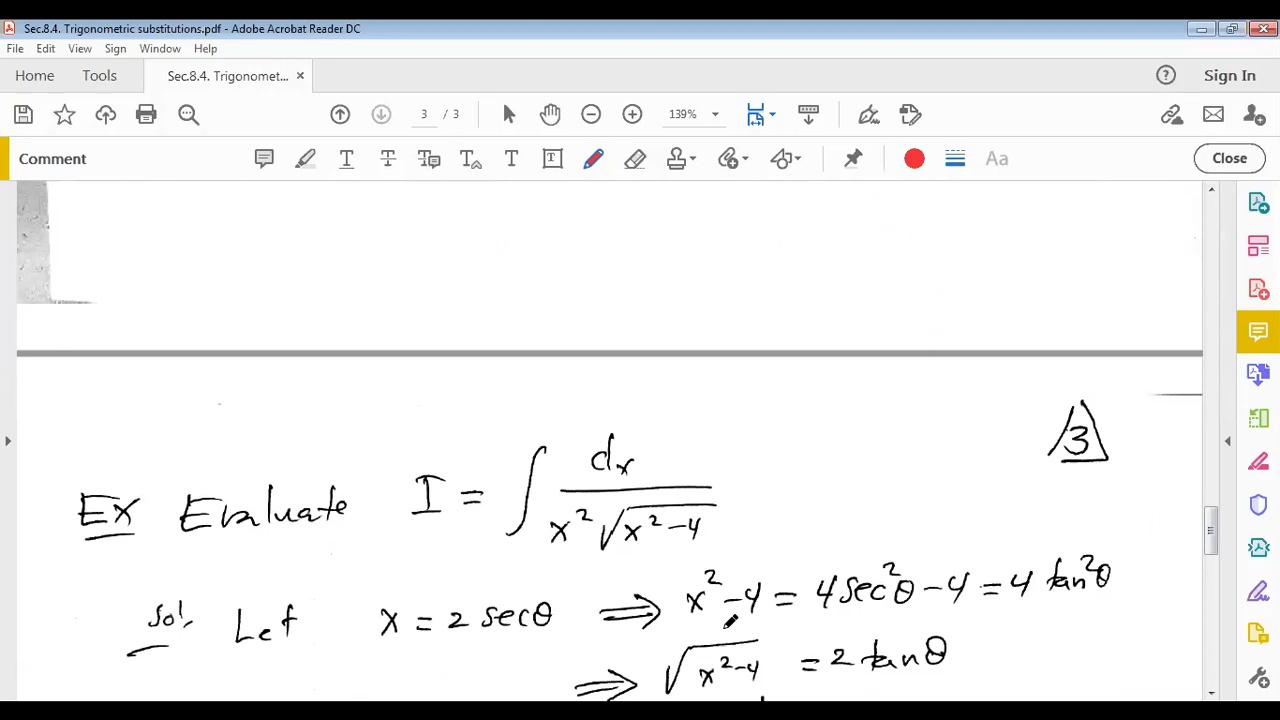 Sec.8.4. Trigonometric substitutions.pdf - Adobe Acrobat Reader DC
File Edit View Sign Window Help
Home Tools Sec.8.4. Trigonomet... × Sign In
3 / 3 139%
Comment Close
3
EX Evaluate I = ∫ dx / (x² √(x² - 4))
Sol. Let x = 2 secθ ⟹ x² - 4 = 4 sec²θ - 4 = 4 tan²θ
⟹ √(x² - 4) = 2 tanθ